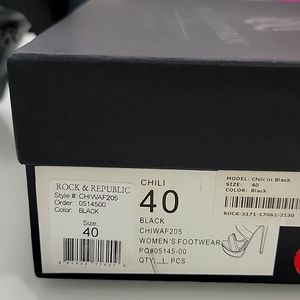 ROCK & REPUBLIC
Style #: CHIWAF205
Order: 0514500
Color: BLACK
SIZE
40
CHILI
40
BLACK
CHIWAF205
WOMEN'S FOOTWEAR
PO#05145-00
QTY: 1 PCS
MODEL: Chili in Black
SIZE: 40
COLOR: Black
ROCK-3171-17062-3130